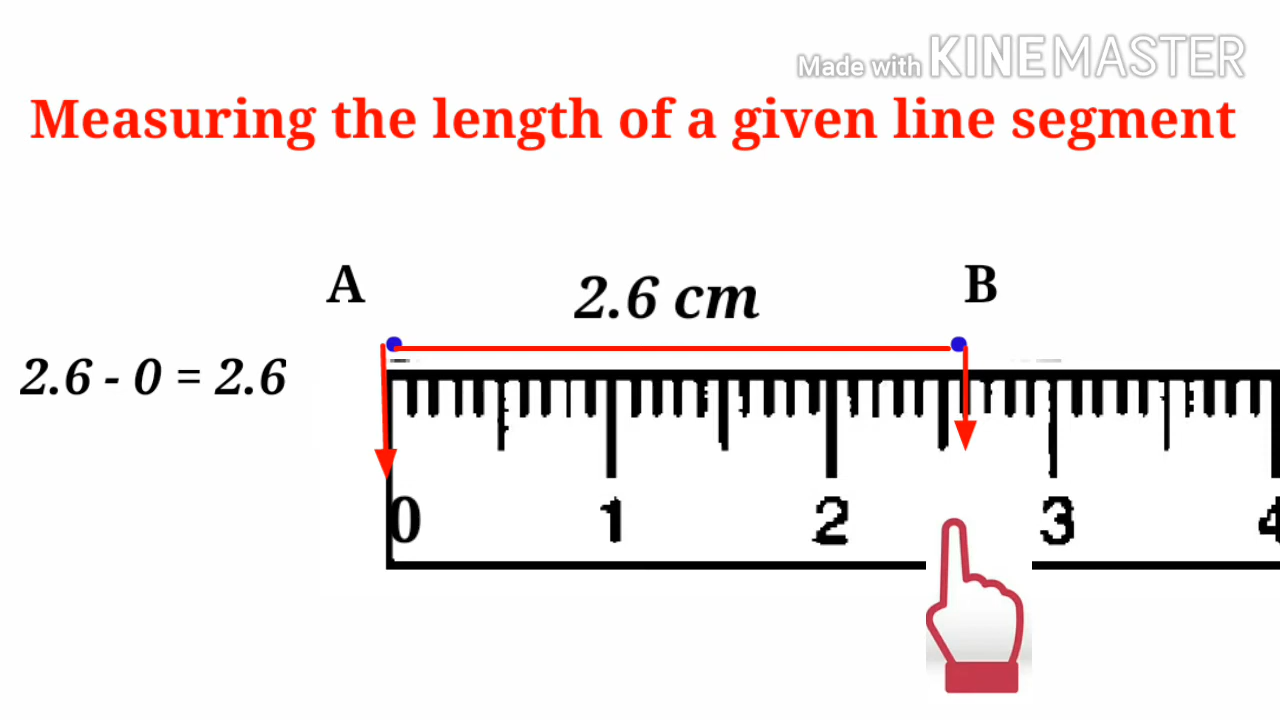 Made with KINEMASTER
Measuring the length of a given line segment
A 2.6 cm B
2.6 - 0 = 2.6
0 1 2 3 4